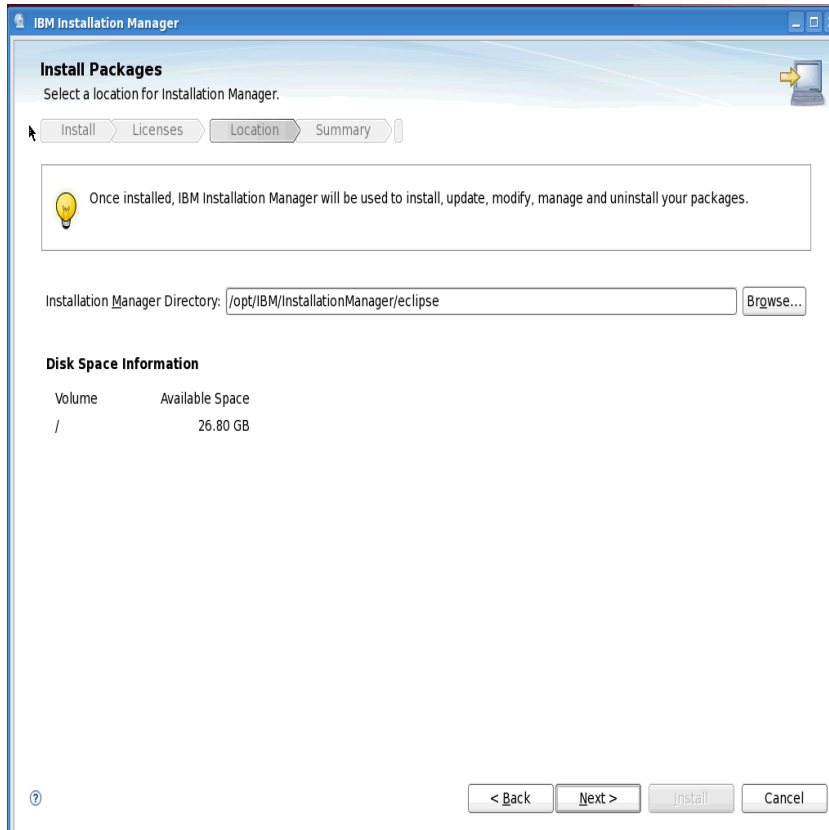 IBM Installation Manager
Install Packages
Select a location for Installation Manager.
Install Licenses Location Summary
Once installed, IBM Installation Manager will be used to install, update, modify, manage and uninstall your packages.
Installation Manager Directory: /opt/IBM/InstallationManager/eclipse Browse...
Disk Space Information
Volume Available Space
/ 26.80 GB
? < Back Next > Install Cancel